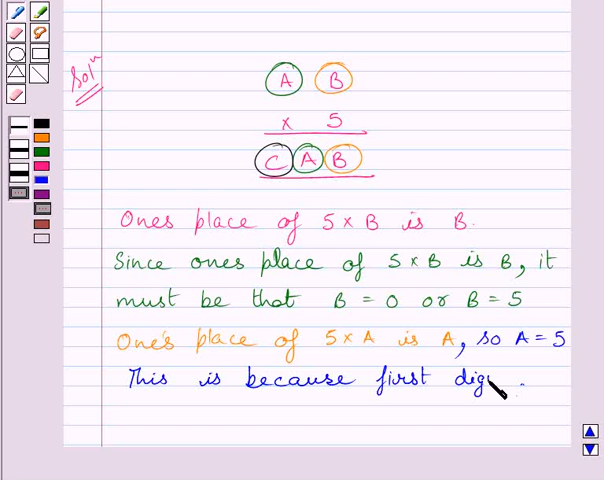 Solⁿ
A B
x 5
C A B
Ones place of 5 x B is B.
Since ones place of 5 x B is B, it
must be that B = 0 or B = 5
One's place of 5 x A is A, so A = 5
This is because first dig